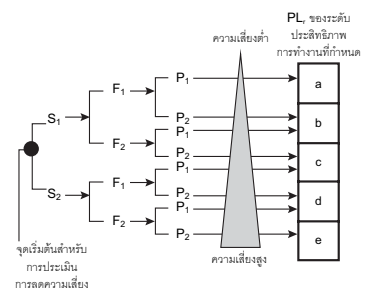 PLr ของระดับ
ประสิทธิภาพ
การทำงานที่กำหนด
ความเสี่ยงต่ำ
P1
a
F1
P2
b
S1
P1
F2
P2
c
P1
F1
P2
d
S2
P1
F2
P2
e
จุดเริ่มต้นสำหรับ
การประเมิน
การลดความเสี่ยง
ความเสี่ยงสูง